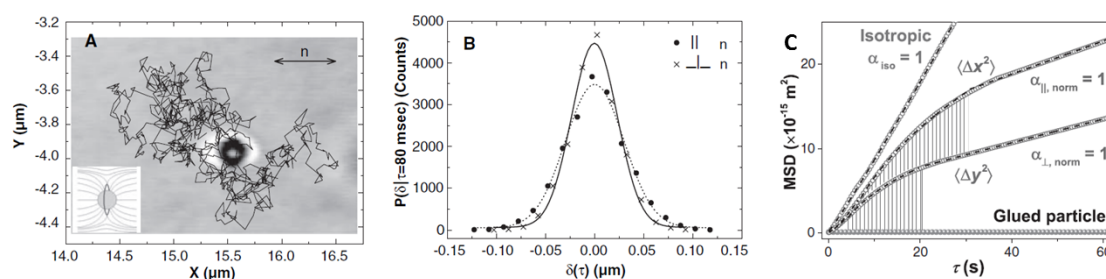 A
n
Y (μm)
-3.2
-3.4
-3.6
-3.8
-4.0
-4.2
-4.4
14.0 14.5 15.0 15.5 16.0 16.5
X (μm)
B
|| n
⊥ n
P(δ|τ=80 msec) (Counts)
5000
4000
3000
2000
1000
0
-0.15 -0.10 -0.05 0.00 0.05 0.10 0.15
δ(τ) (μm)
C
Isotropic
α iso = 1
⟨Δx²⟩
α||, norm = 1
α⊥, norm = 1
⟨Δy²⟩
Glued particle
MSD (×10⁻¹⁵ m²)
20
10
0
0 20 40 60
τ (s)